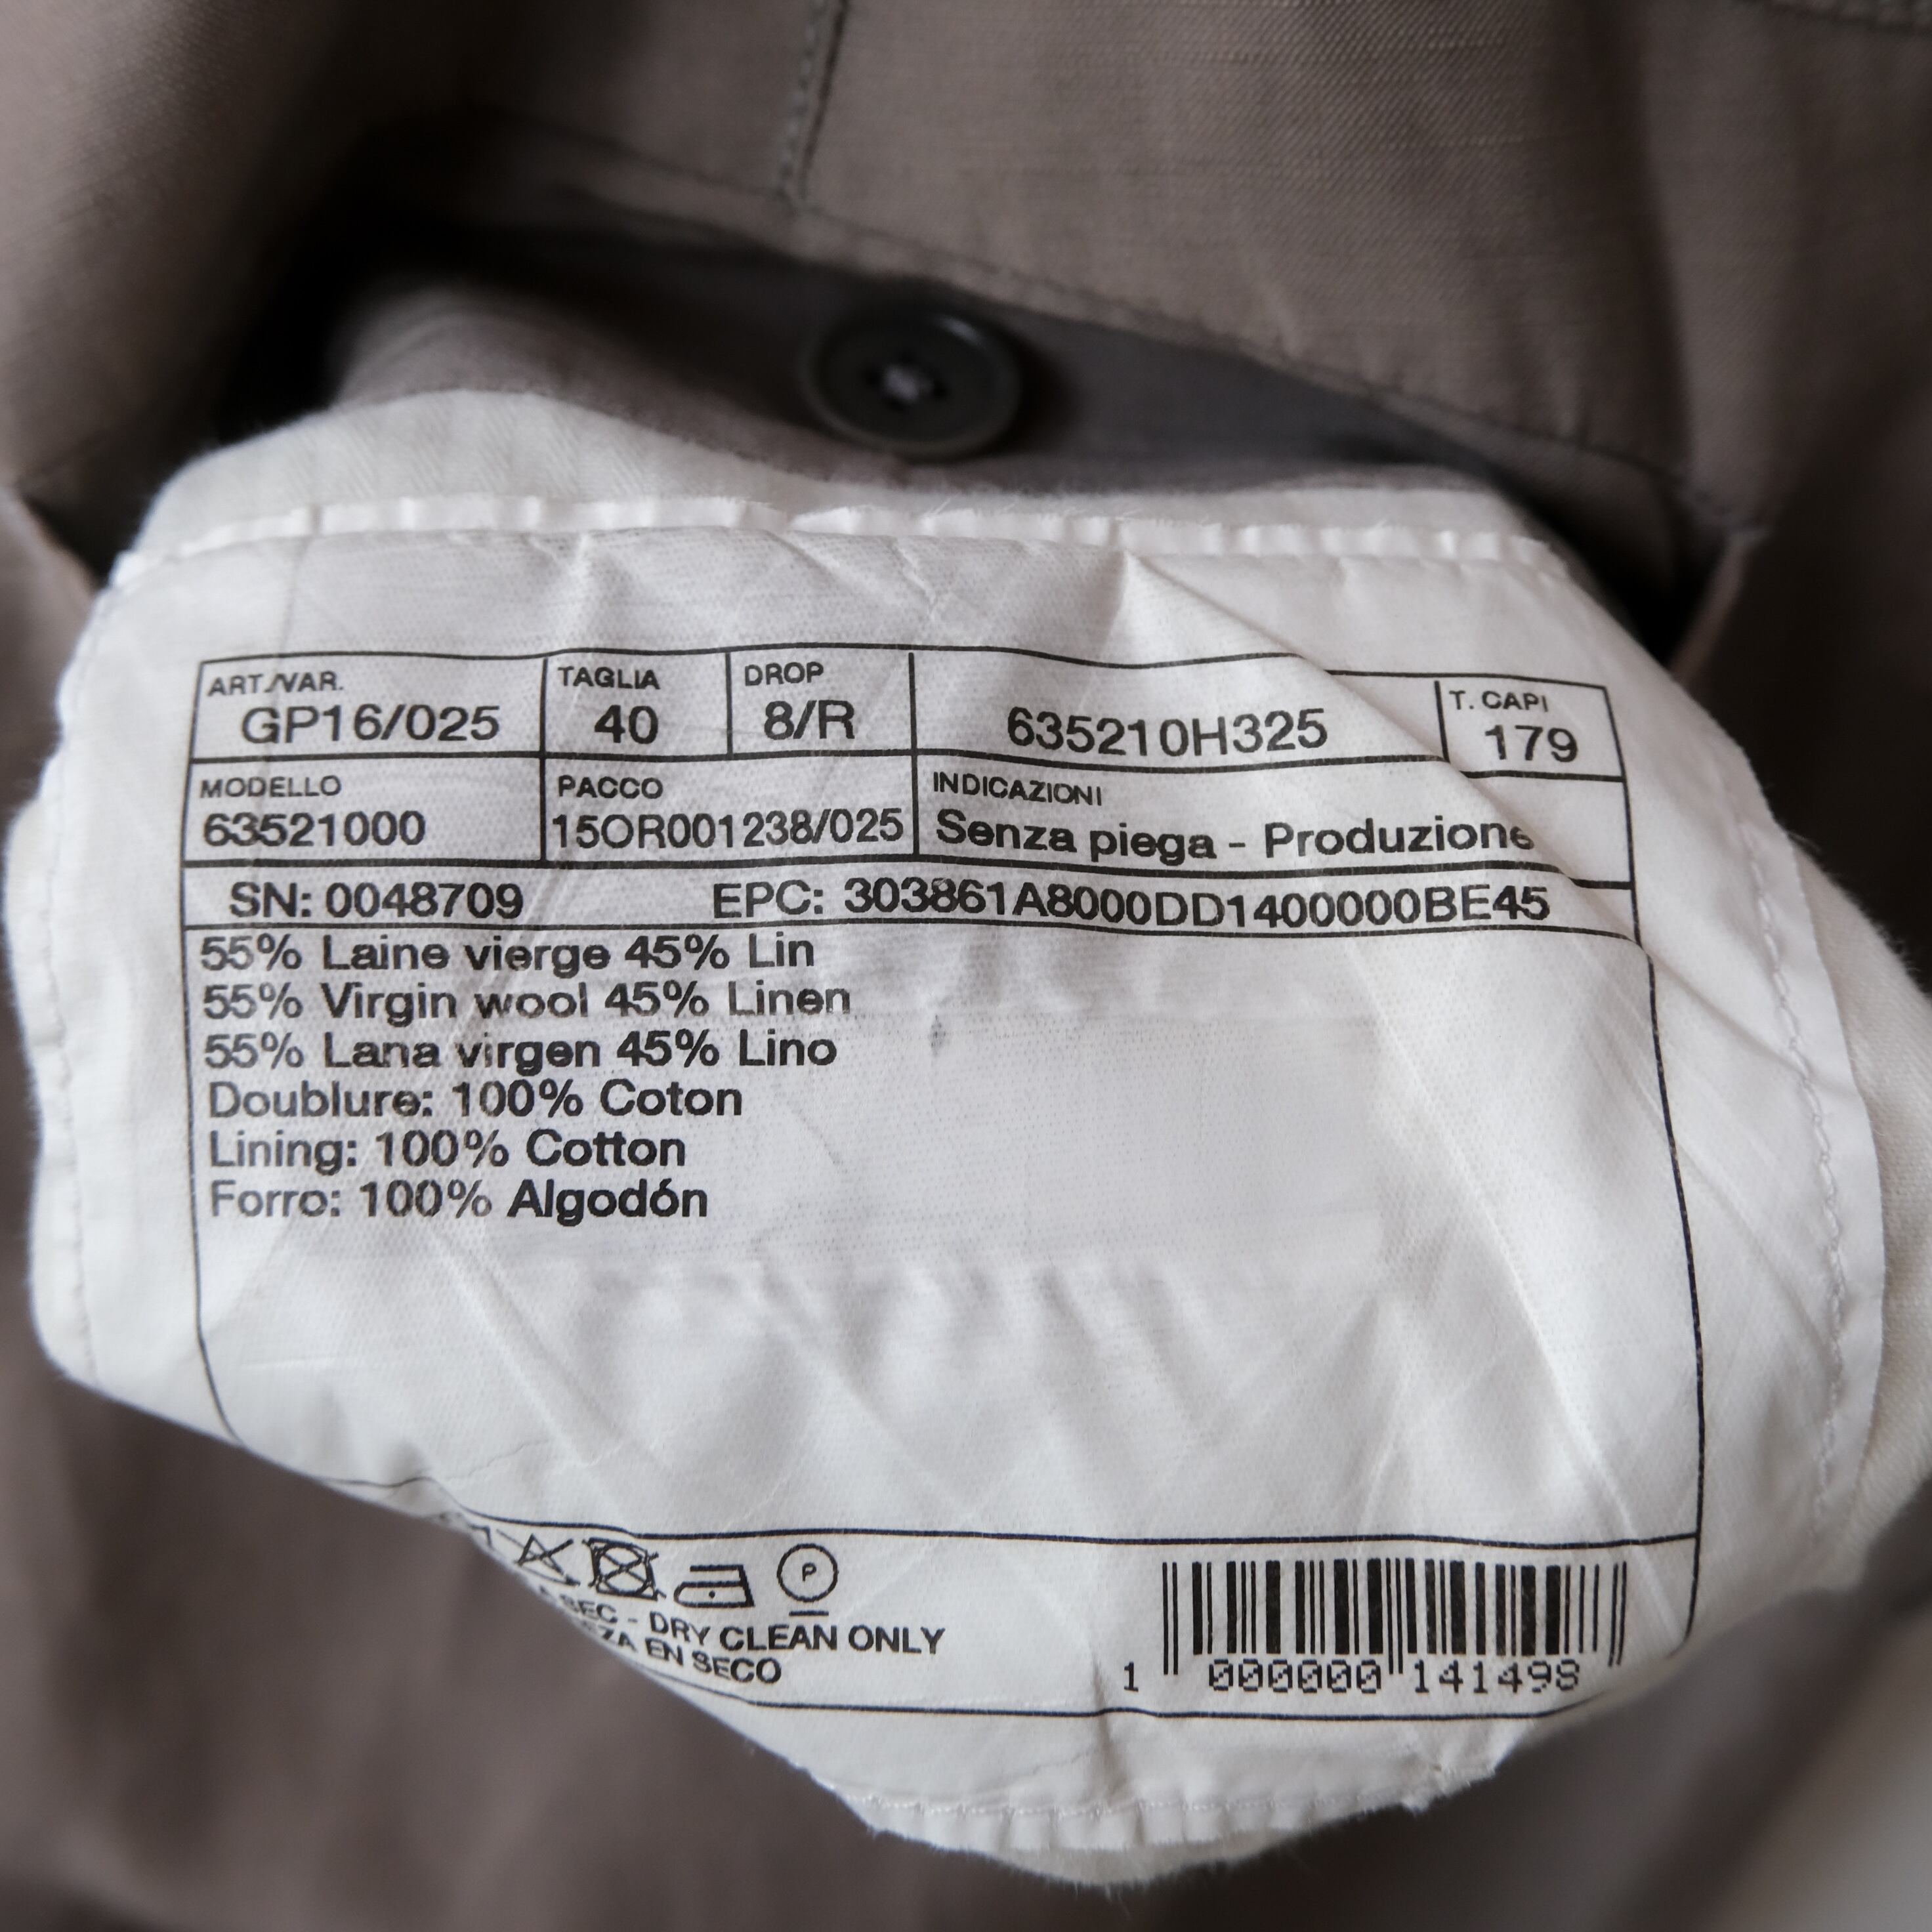 ART./VAR. TAGLIA DROP T. CAPI
GP16/025 40 8/R 635210H325 179
MODELLO PACCO INDICAZIONI
63521000 15OR001238/025 Senza piega - Produzione
SN: 0048709 EPC: 303861A8000DD1400000BE45
55% Laine vierge 45% Lin
55% Virgin wool 45% Linen
55% Lana virgen 45% Lino
Doublure: 100% Coton
Lining: 100% Cotton
Forro: 100% Algodón
P
SEC - DRY CLEAN ONLY
EN SECO
1 000000 141498